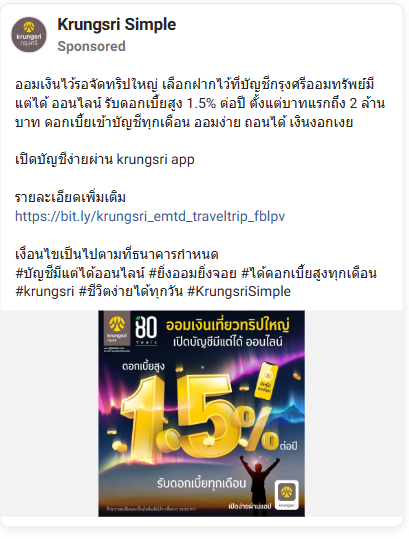 krungsri
กรุงศรี
Krungsri Simple
Sponsored
ออมเงินไว้รอจัดทริปใหญ่ เลือกฝากไว้ที่บัญชีกรุงศรีออมทรัพย์มี
แต่ได้ ออนไลน์ รับดอกเบี้ยสูง 1.5% ต่อปี ตั้งแต่บาทแรกถึง 2 ล้าน
บาท ดอกเบี้ยเข้าบัญชีทุกเดือน ออมง่าย ถอนได้ เงินงอกเงย
เปิดบัญชีง่ายผ่าน krungsri app
รายละเอียดเพิ่มเติม
https://bit.ly/krungsri_emtd_traveltrip_fblpv
เงื่อนไขเป็นไปตามที่ธนาคารกำหนด
#บัญชีมีแต่ได้ออนไลน์ #ยิ่งออมยิ่งจอย #ได้ดอกเบี้ยสูงทุกเดือน
#krungsri #ชีวิตง่ายได้ทุกวัน #KrungsriSimple
krungsri
กรุงศรี
80
Years
ออมเงินเที่ยวทริปใหญ่
เปิดบัญชีมีแต่ได้ ออนไลน์
ดอกเบี้ยสูง
1.5%
ต่อปี
รับดอกเบี้ยทุกเดือน
เปิดง่ายผ่านแอป
krungsri